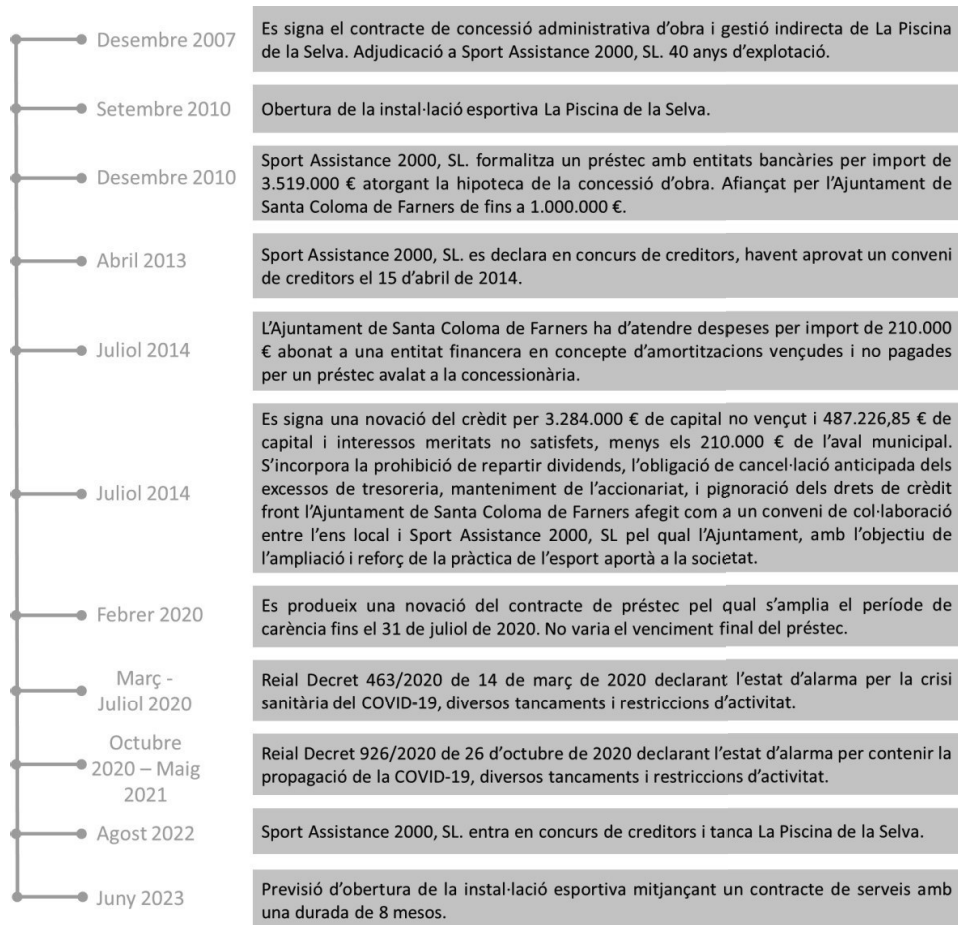 Desembre 2007
Es signa el contracte de concessió administrativa d'obra i gestió indirecta de La Piscina
de la Selva. Adjudicació a Sport Assistance 2000, SL. 40 anys d'explotació.
Setembre 2010
Obertura de la instal·lació esportiva La Piscina de la Selva.
Desembre 2010
Sport Assistance 2000, SL. formalitza un préstec amb entitats bancàries per import de
3.519.000 € atorgant la hipoteca de la concessió d'obra. Afiançat per l'Ajuntament de
Santa Coloma de Farners de fins a 1.000.000 €.
Abril 2013
Sport Assistance 2000, SL. es declara en concurs de creditors, havent aprovat un conveni
de creditors el 15 d'abril de 2014.
Juliol 2014
L'Ajuntament de Santa Coloma de Farners ha d'atendre despeses per import de 210.000
€ abonat a una entitat financera en concepte d'amortitzacions vençudes i no pagades
per un préstec avalat a la concessionària.
Juliol 2014
Es signa una novació del crèdit per 3.284.000 € de capital no vençut i 487.226,85 € de
capital i interessos meritats no satisfets, menys els 210.000 € de l'aval municipal.
S'incorpora la prohibició de repartir dividends, l'obligació de cancel·lació anticipada dels
excessos de tresoreria, manteniment de l'accionariat, i pignoració dels drets de crèdit
front l'Ajuntament de Santa Coloma de Farners afegit com a un conveni de col·laboració
entre l'ens local i Sport Assistance 2000, SL pel qual l'Ajuntament, amb l'objectiu de
l'ampliació i reforç de la pràctica de l'esport aportà a la societat.
Febrer 2020
Es produeix una novació del contracte de préstec pel qual s'amplia el període de
carència fins el 31 de juliol de 2020. No varia el venciment final del préstec.
Març -
Juliol 2020
Reial Decret 463/2020 de 14 de març de 2020 declarant l'estat d'alarma per la crisi
sanitària del COVID-19, diversos tancaments i restriccions d'activitat.
Octubre
2020 – Maig
2021
Reial Decret 926/2020 de 26 d'octubre de 2020 declarant l'estat d'alarma per contenir la
propagació de la COVID-19, diversos tancaments i restriccions d'activitat.
Agost 2022
Sport Assistance 2000, SL. entra en concurs de creditors i tanca La Piscina de la Selva.
Juny 2023
Previsió d'obertura de la instal·lació esportiva mitjançant un contracte de serveis amb
una durada de 8 mesos.